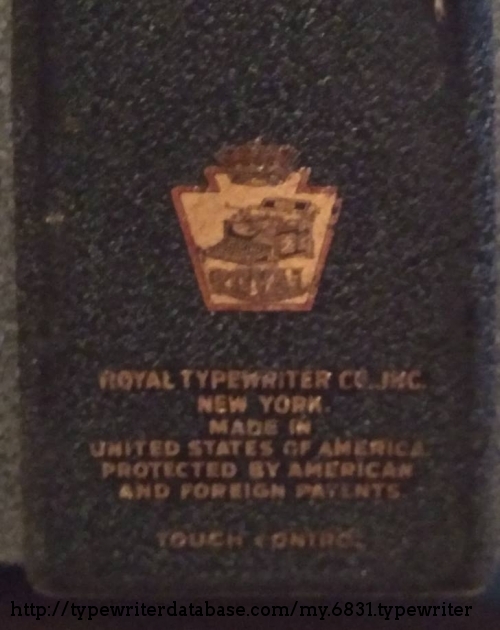 ROYAL
ROYAL TYPEWRITER CO., INC.
NEW YORK.
MADE IN
UNITED STATES OF AMERICA
PROTECTED BY AMERICAN
AND FOREIGN PATENTS
TOUCH CONTROL
http://typewriterdatabase.com/my.6831.typewriter